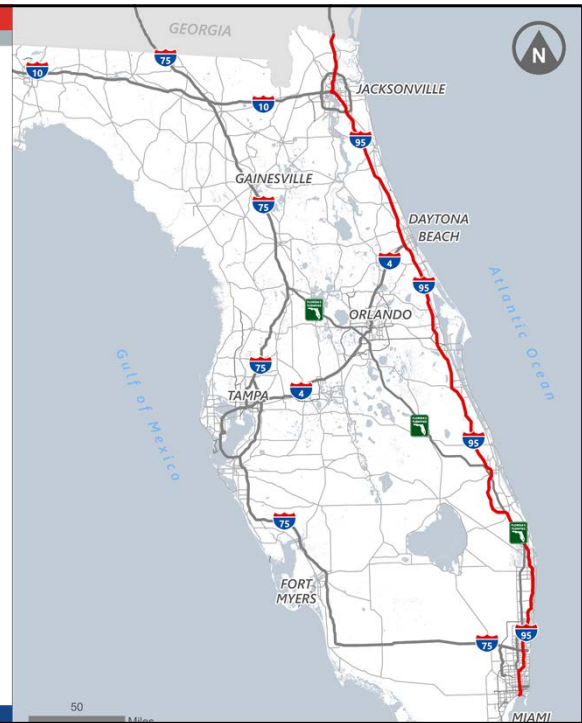 GEORGIA
75
N
10
10
JACKSONVILLE
95
GAINESVILLE
75
DAYTONA
BEACH
4
95
ORLANDO
Atlantic Ocean
Gulf of Mexico
75
4
TAMPA
95
75
FORT
MYERS
95
75
50
Miles
MIAMI